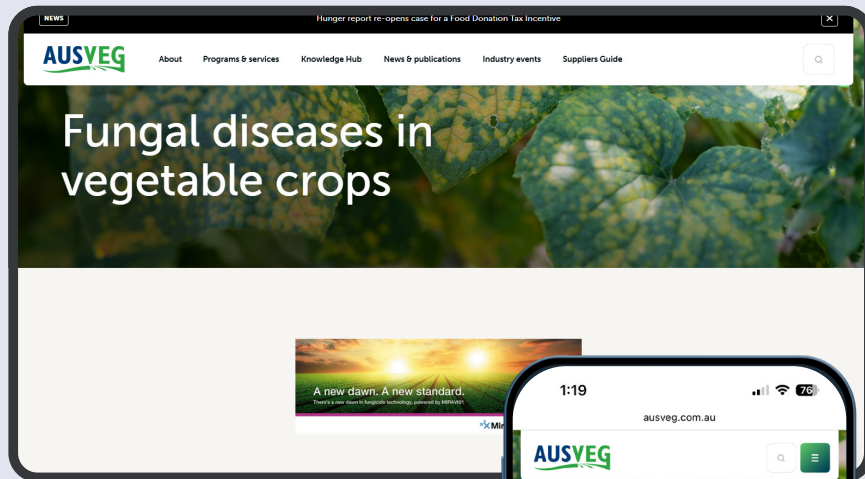 NEWS
Hunger report re-opens case for a Food Donation Tax Incentive
AUSVEG
About Programs & services Knowledge Hub News & publications Industry events Suppliers Guide
Fungal diseases in
vegetable crops
A new dawn. A new standard.
There's a new dawn in fungicide technology, powered by MIRAVIS®.
1:19
76
ausveg.com.au
AUSVEG